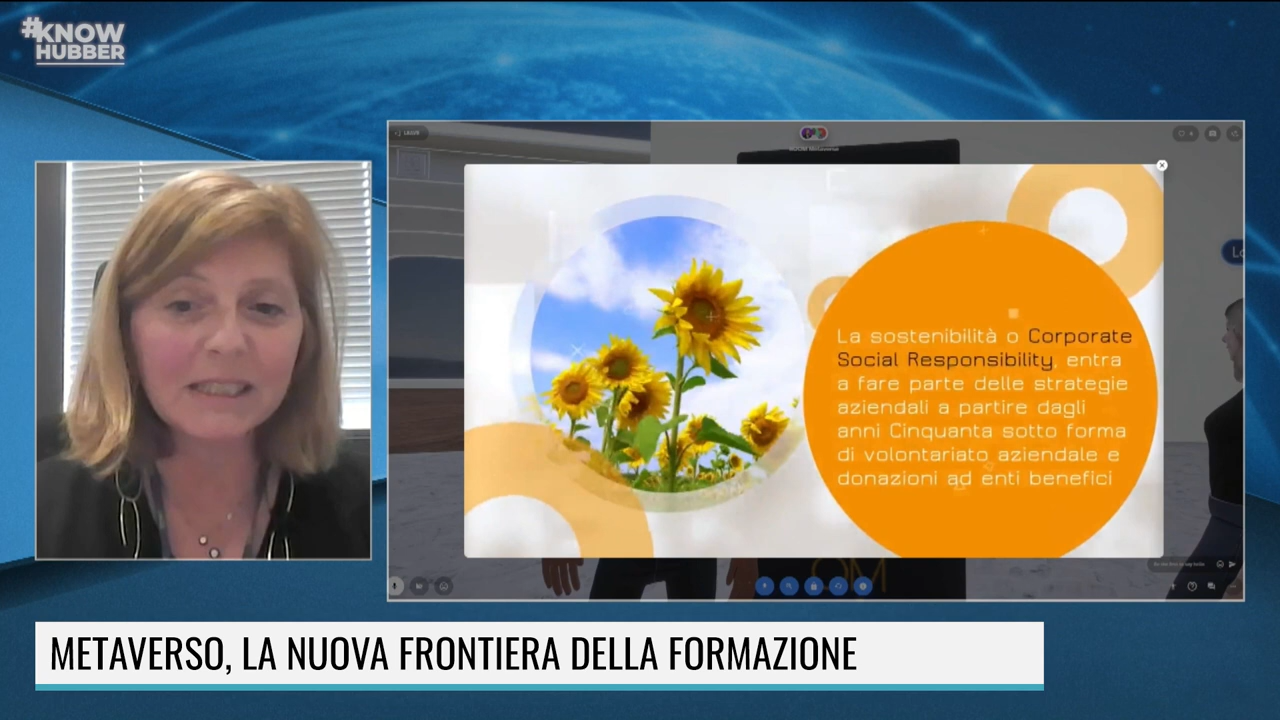 #KNOW
HUBBER
La sostenibilità o Corporate
Social Responsibility, entra
a fare parte delle strategie
aziendali a partire dagli
anni Cinquanta sotto forma
di volontariato aziendale e
donazioni ad enti benefici
METAVERSO, LA NUOVA FRONTIERA DELLA FORMAZIONE